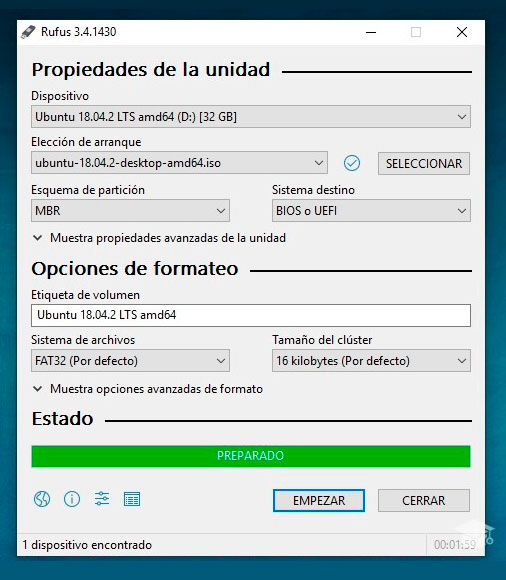 Rufus 3.4.1430
Propiedades de la unidad
Dispositivo
Ubuntu 18.04.2 LTS amd64 (D:) [32 GB]
Elección de arranque
ubuntu-18.04.2-desktop-amd64.iso
SELECCIONAR
Esquema de partición
Sistema destino
MBR
BIOS o UEFI
Muestra propiedades avanzadas de la unidad
Opciones de formateo
Etiqueta de volumen
Ubuntu 18.04.2 LTS amd64
Sistema de archivos
Tamaño del clúster
FAT32 (Por defecto)
16 kilobytes (Por defecto)
Muestra opciones avanzadas de formato
Estado
PREPARADO
EMPEZAR
CERRAR
1 dispositivo encontrado
00:01:59